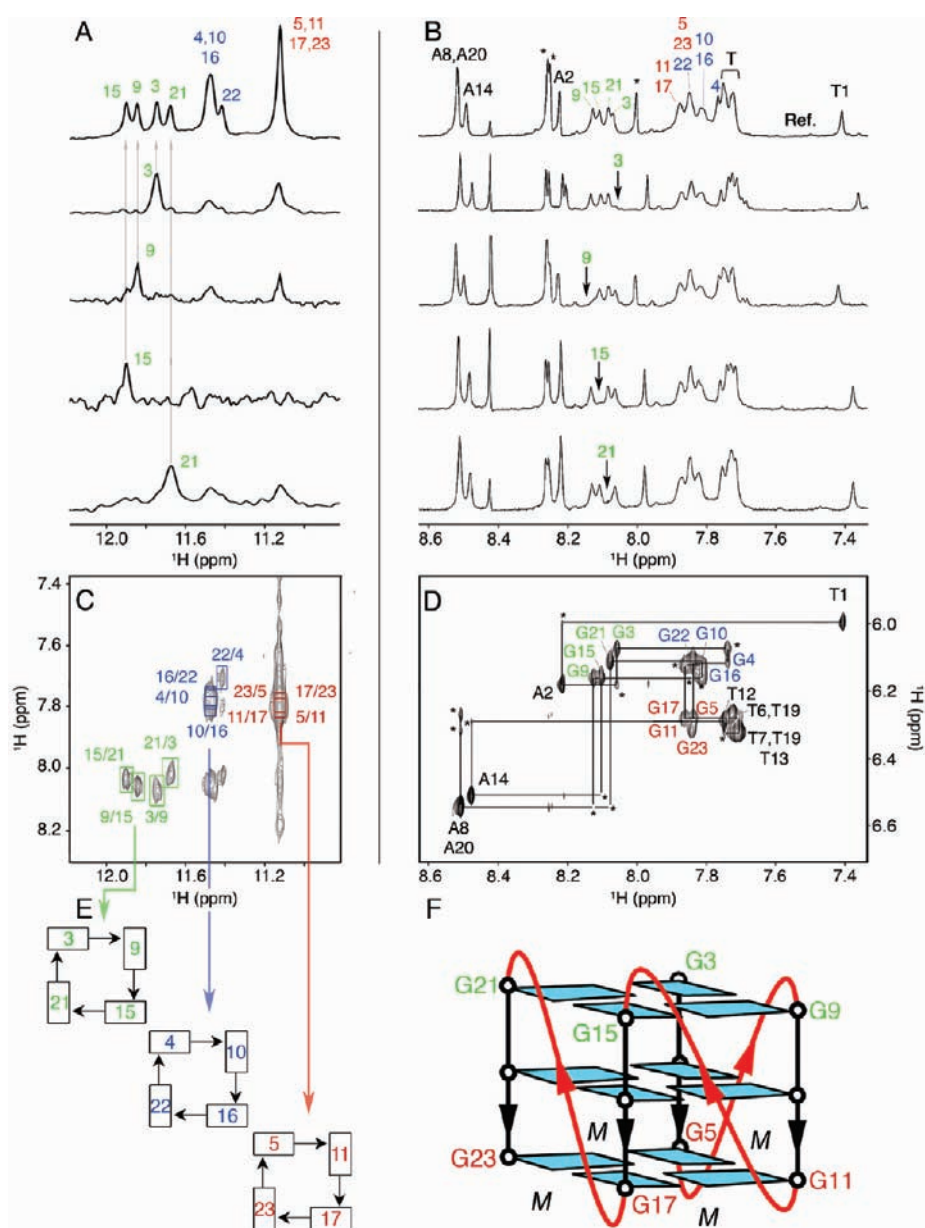 A
15 9 3 21
4,10
16
22
5,11
17,23
3
9
15
21
12.0 11.6 11.2
¹H (ppm)
B
A8,A20
A14
* *
A2
9 15 21 3
*
5
23
11
17
22
10
16
4
T
Ref.
T1
3
9
15
21
8.6 8.4 8.2 8.0 7.8 7.6 7.4
¹H (ppm)
C
7.4
7.6
7.8
8.0
8.2
¹H (ppm)
22/4
16/22
4/10
10/16
23/5
11/17
17/23
5/11
15/21
21/3
9/15
3/9
12.0 11.6 11.2
¹H (ppm)
D
T1
*
G21 G3
G15
G9
G22
G10
G4
G16
A2
T12
G17 G5
T6,T19
G11
T7,T19
G23
T13
A14
A8
A20
6.0
6.2
6.4
6.6
¹H (ppm)
8.6 8.4 8.2 8.0 7.8 7.6 7.4
¹H (ppm)
E
3
9
21
15
4
10
22
16
5
11
23
17
F
G3
G21
G15
G9
M
G5
M
G23
G17
G11
M
M